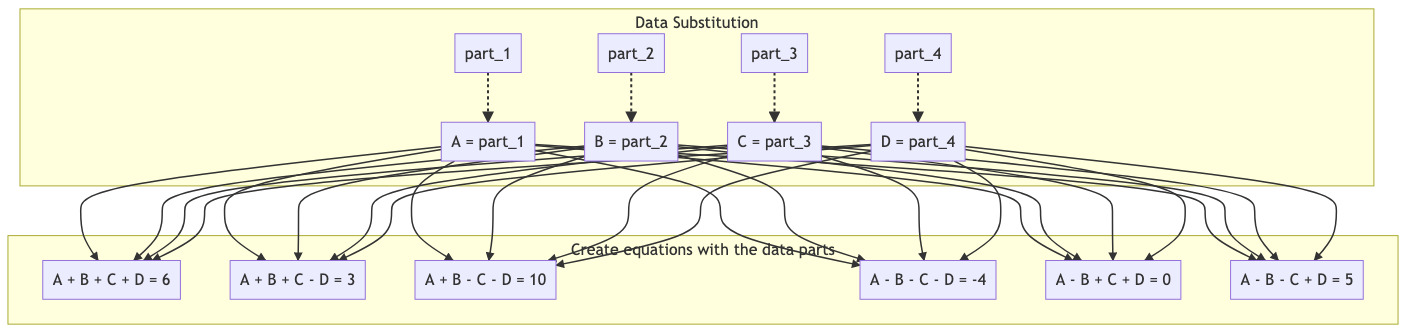 Data Substitution
part_1
part_2
part_3
part_4
A = part_1
B = part_2
C = part_3
D = part_4
Create equations with the data parts
A + B + C + D = 6
A + B + C - D = 3
A + B - C - D = 10
A - B - C - D = -4
A - B + C + D = 0
A - B - C + D = 5